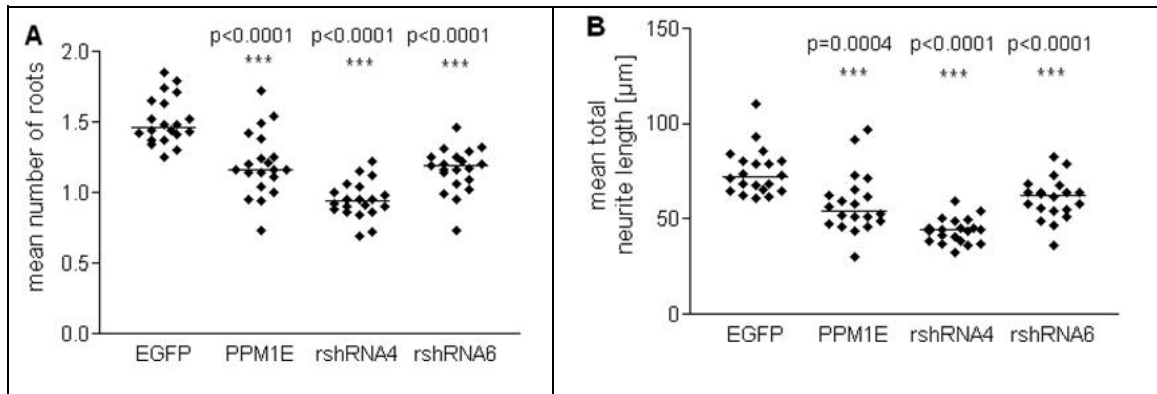 A
p<0.0001 p<0.0001 p<0.0001
*** *** ***
mean number of roots
2.0
1.5
1.0
0.5
0.0
EGFP PPM1E rshRNA4 rshRNA6
B
p=0.0004 p<0.0001 p<0.0001
*** *** ***
mean total
neurite length [µm]
150
100
50
0
EGFP PPM1E rshRNA4 rshRNA6